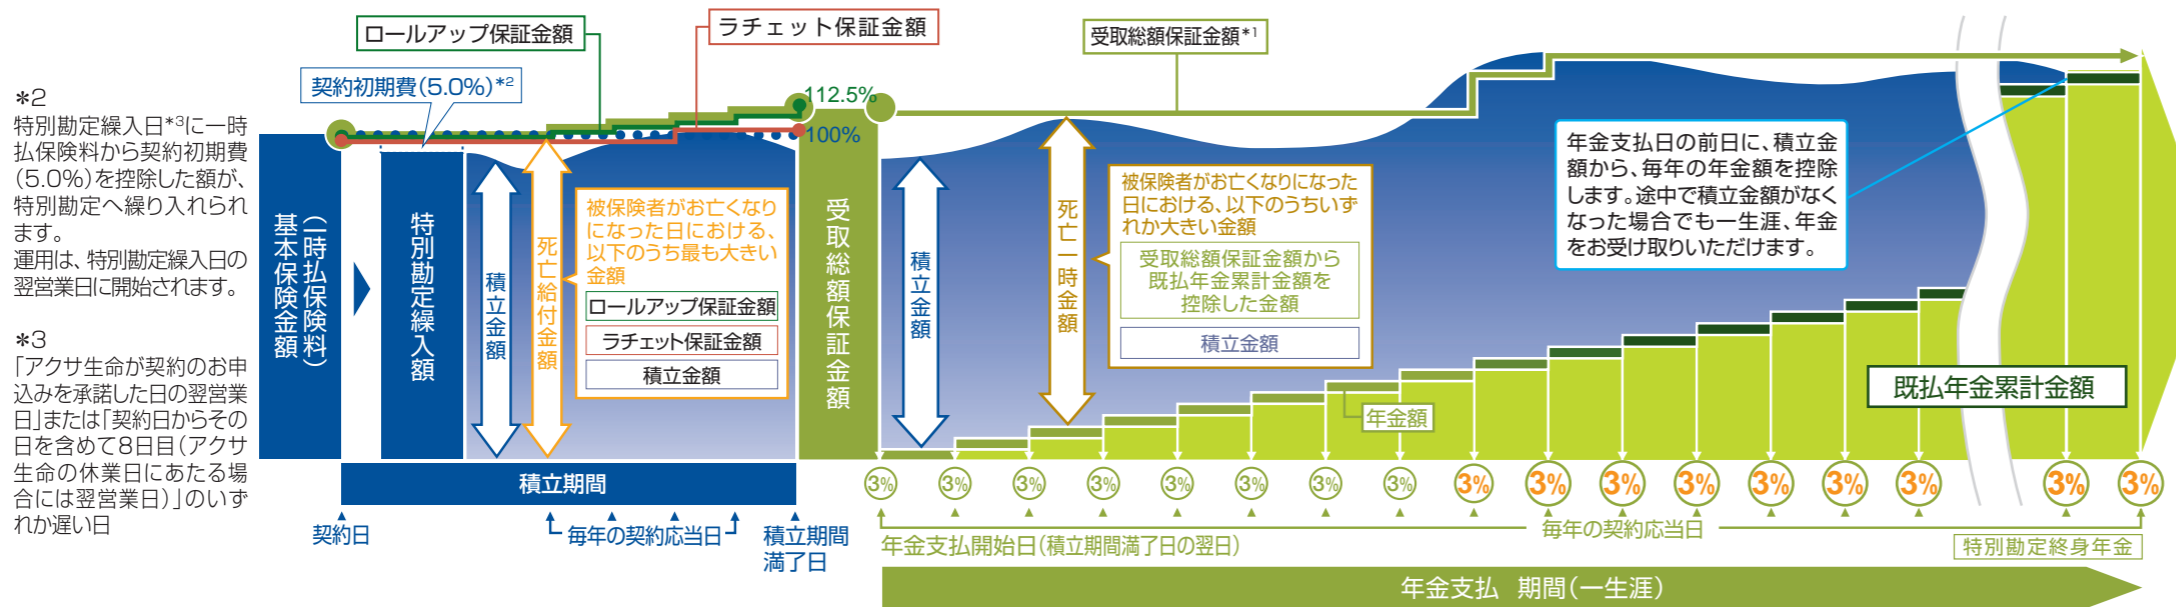 *2
特別勘定繰入日*3に一時
払保険料から契約初期費
(5.0%)を控除した額が、
特別勘定へ繰り入れられ
ます。
運用は、特別勘定繰入日の
翌営業日に開始されます。
*3
「アクサ生命が契約のお申
込みを承諾した日の翌営業
日」または「契約日からその
日を含めて8日目(アクサ
生命の休業日にあたる場
合には翌営業日)」のいず
れか遅い日
ロールアップ保証金額
ラチェット保証金額
契約初期費(5.0%)*2
112.5%
100%
基本保険金額
(一時払保険料)
特別勘定繰入額
積立金額
死亡給付金額
被保険者がお亡くなり
になった日における、
以下のうち最も大きい
金額
ロールアップ保証金額
ラチェット保証金額
積立金額
受取総額保証金額
受取総額保証金額*1
積立金額
死亡一時金額
被保険者がお亡くなりになった
日における、以下のうちいず
れか大きい金額
受取総額保証金額から
既払年金累計金額を
控除した金額
積立金額
年金支払日の前日に、積立金
額から、毎年の年金額を控除
します。途中で積立金額がなく
なった場合でも一生涯、年金
をお受け取りいただけます。
年金額
既払年金累計金額
3% 3% 3% 3% 3% 3% 3% 3% 3% 3% 3% 3% 3% 3% 3% 3% 3%
積立期間
契約日
毎年の契約応当日
積立期間
満了日
年金支払開始日(積立期間満了日の翌日)
毎年の契約応当日
特別勘定終身年金
年金支払 期間(一生涯)